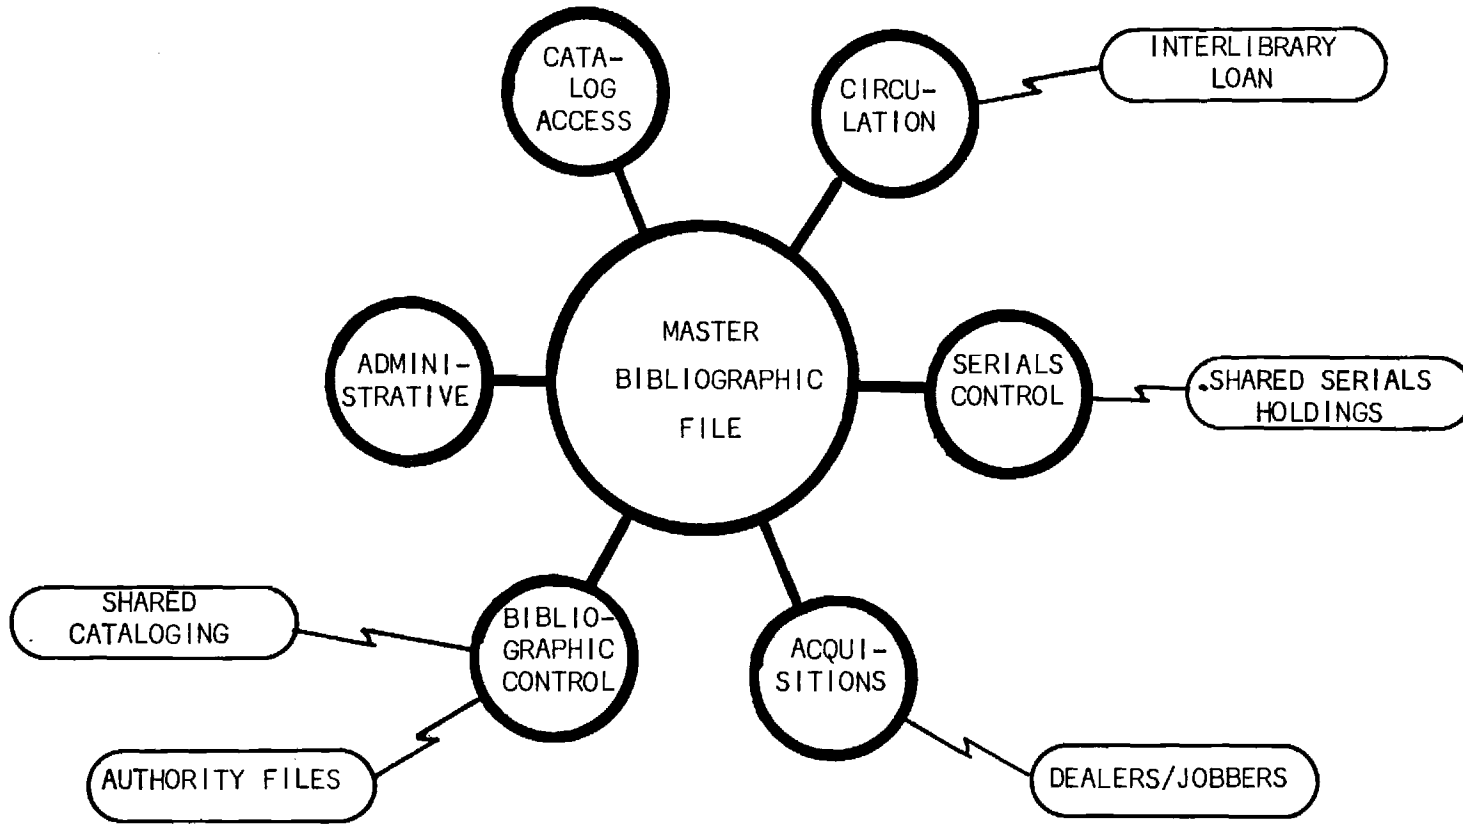 CATA-
LOG
ACCESS
CIRCU-
LATION
INTERLIBRARY
LOAN
MASTER
BIBLIOGRAPHIC
FILE
ADMINI-
STRATIVE
SERIALS
CONTROL
SHARED SERIALS
HOLDINGS
SHARED
CATALOGING
BIBLIO-
GRAPHIC
CONTROL
ACQUI-
SITIONS
AUTHORITY FILES
DEALERS/JOBBERS